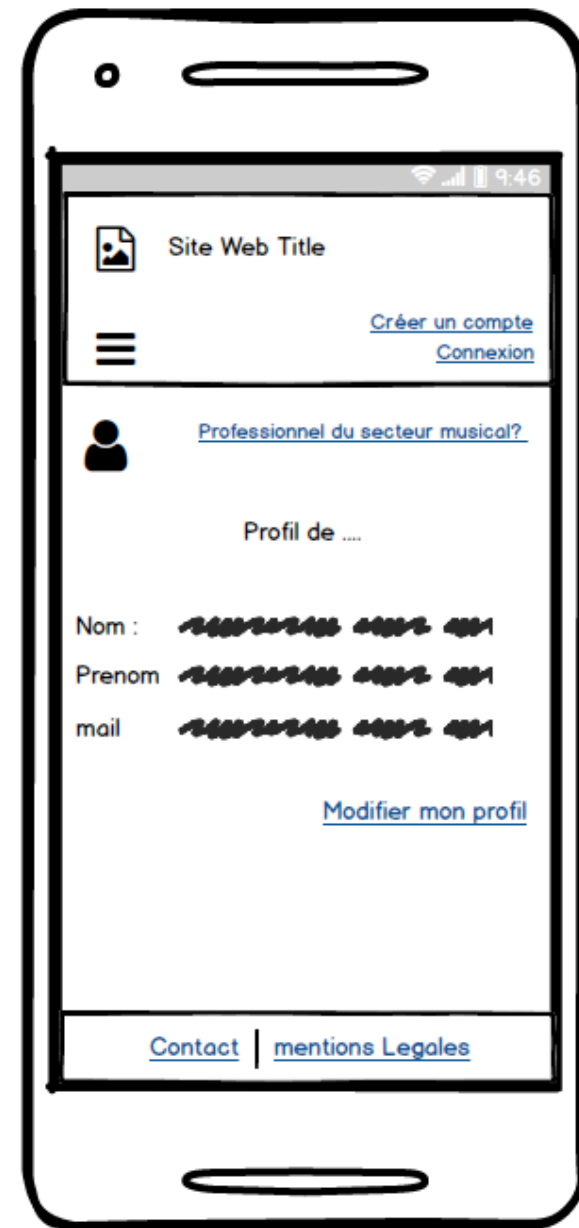 9:46
Site Web Title
Créer un compte
Connexion
Professionnel du secteur musical?
Profil de ....
Nom :
Prenom
mail
Modifier mon profil
Contact mentions Legales